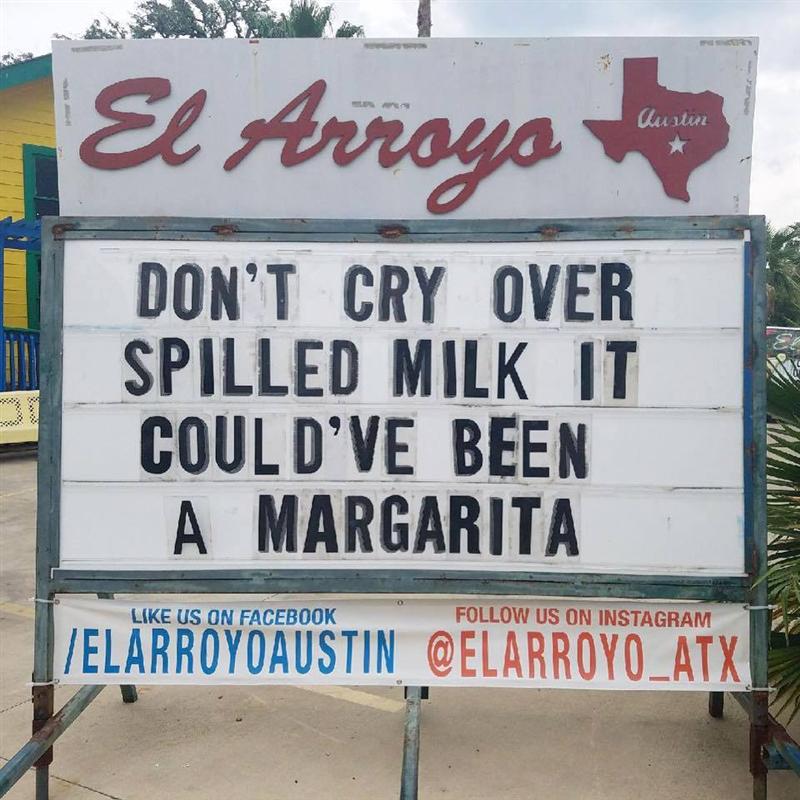 El Arroyo
Austin
DON'T CRY OVER
SPILLED MILK IT
COULD'VE BEEN
A MARGARITA
LIKE US ON FACEBOOK
/ELARROYOAUSTIN
FOLLOW US ON INSTAGRAM
@ELARROYO_ATX